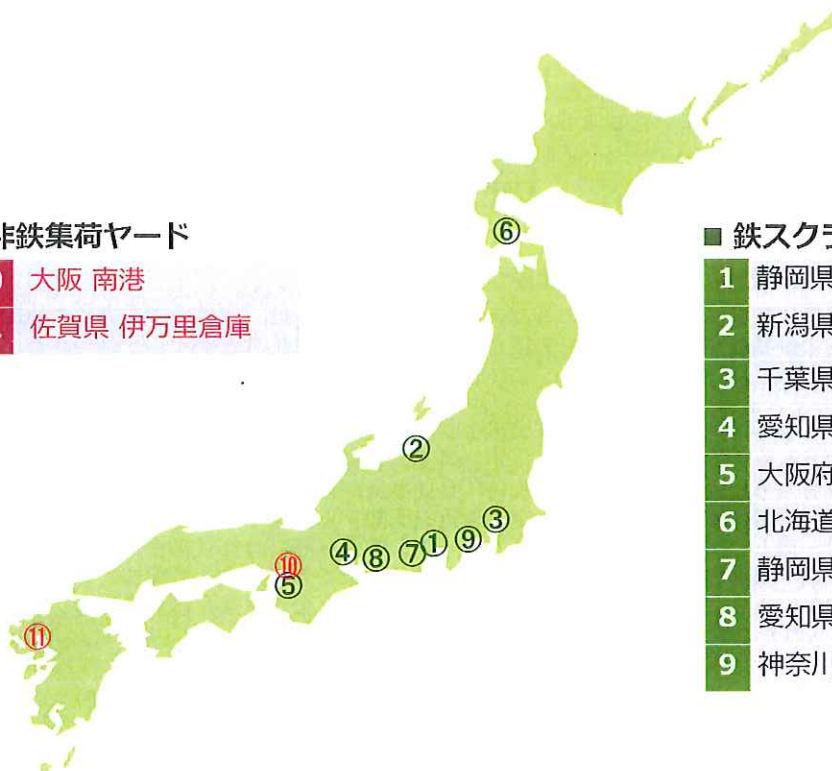 非鉄集荷ヤード
大阪 南港
佐賀県 伊万里倉庫
■ 鉄スクラ
1 静岡県
2 新潟県
3 千葉県
4 愛知県
5 大阪府
6 北海道
7 静岡県
8 愛知県
9 神奈川
⑥
②
③
①
⑨
⑦
④
⑧
⑩
⑤
⑪